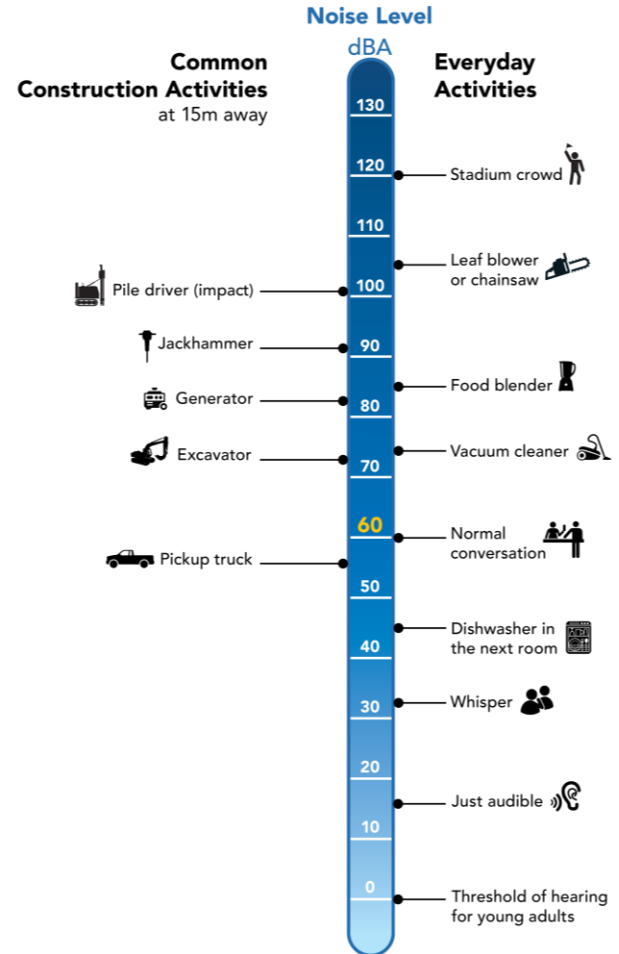 Noise Level
dBA
Common
Construction Activities
at 15m away
Everyday
Activities
130
120
Stadium crowd
110
Leaf blower
or chainsaw
Pile driver (impact)
100
Jackhammer
90
Food blender
Generator
80
Vacuum cleaner
Excavator
70
60
Normal
conversation
Pickup truck
50
Dishwasher in
the next room
40
Whisper
30
20
Just audible
10
0
Threshold of hearing
for young adults